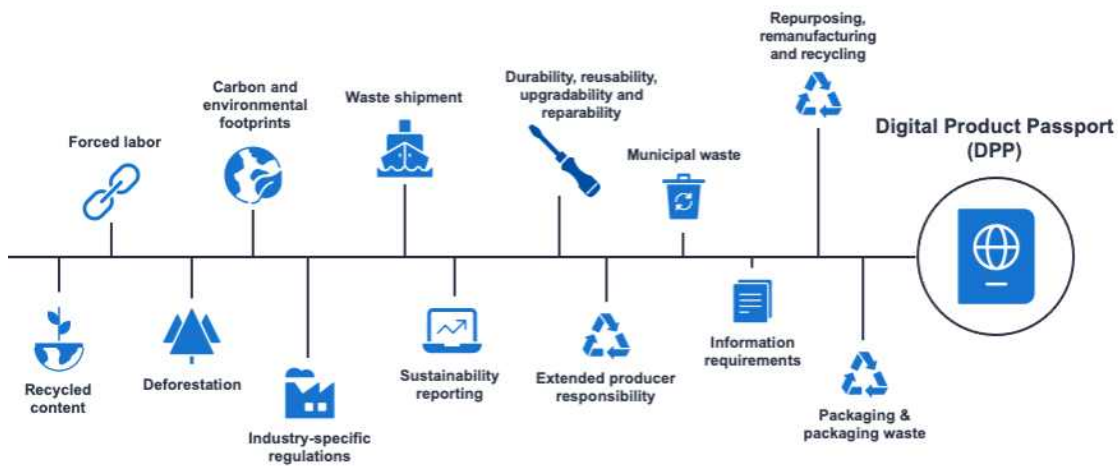 Repurposing,
remanufacturing
and recycling
Durability, reusability,
upgradability and
reparability
Carbon and
environmental
footprints
Waste shipment
Digital Product Passport
(DPP)
Forced labor
Municipal waste
Recycled
content
Deforestation
Industry-specific
regulations
Sustainability
reporting
Extended producer
responsibility
Information
requirements
Packaging &
packaging waste